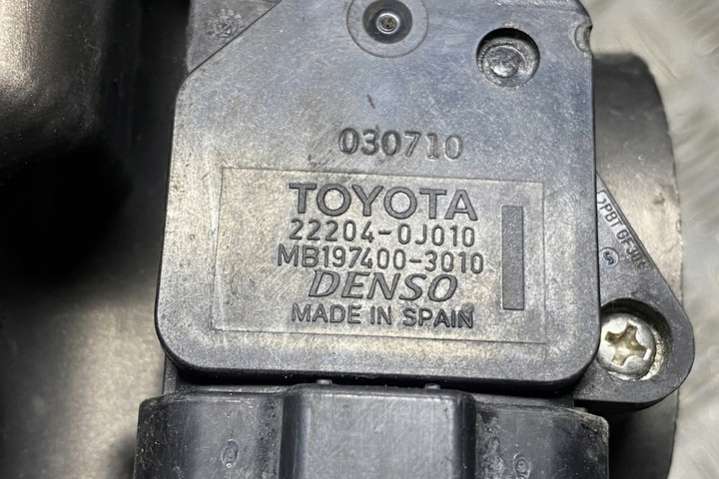 030710
TOYOTA
22204-0J010
MB197400-3010
DENSO
MADE IN SPAIN